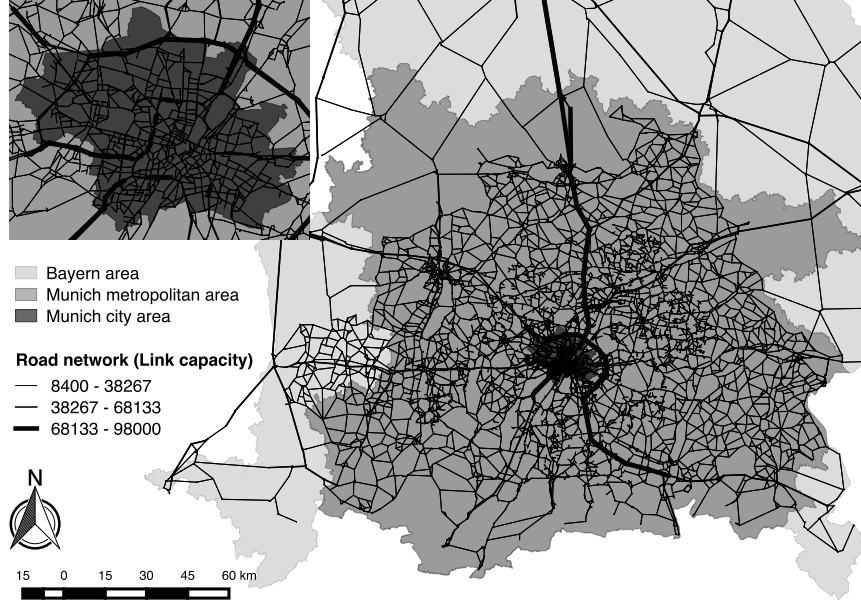 Bayern area
Munich metropolitan area
Munich city area
Road network (Link capacity)
8400 - 38267
38267 - 68133
68133 - 98000
N
15 0 15 30 45 60 km